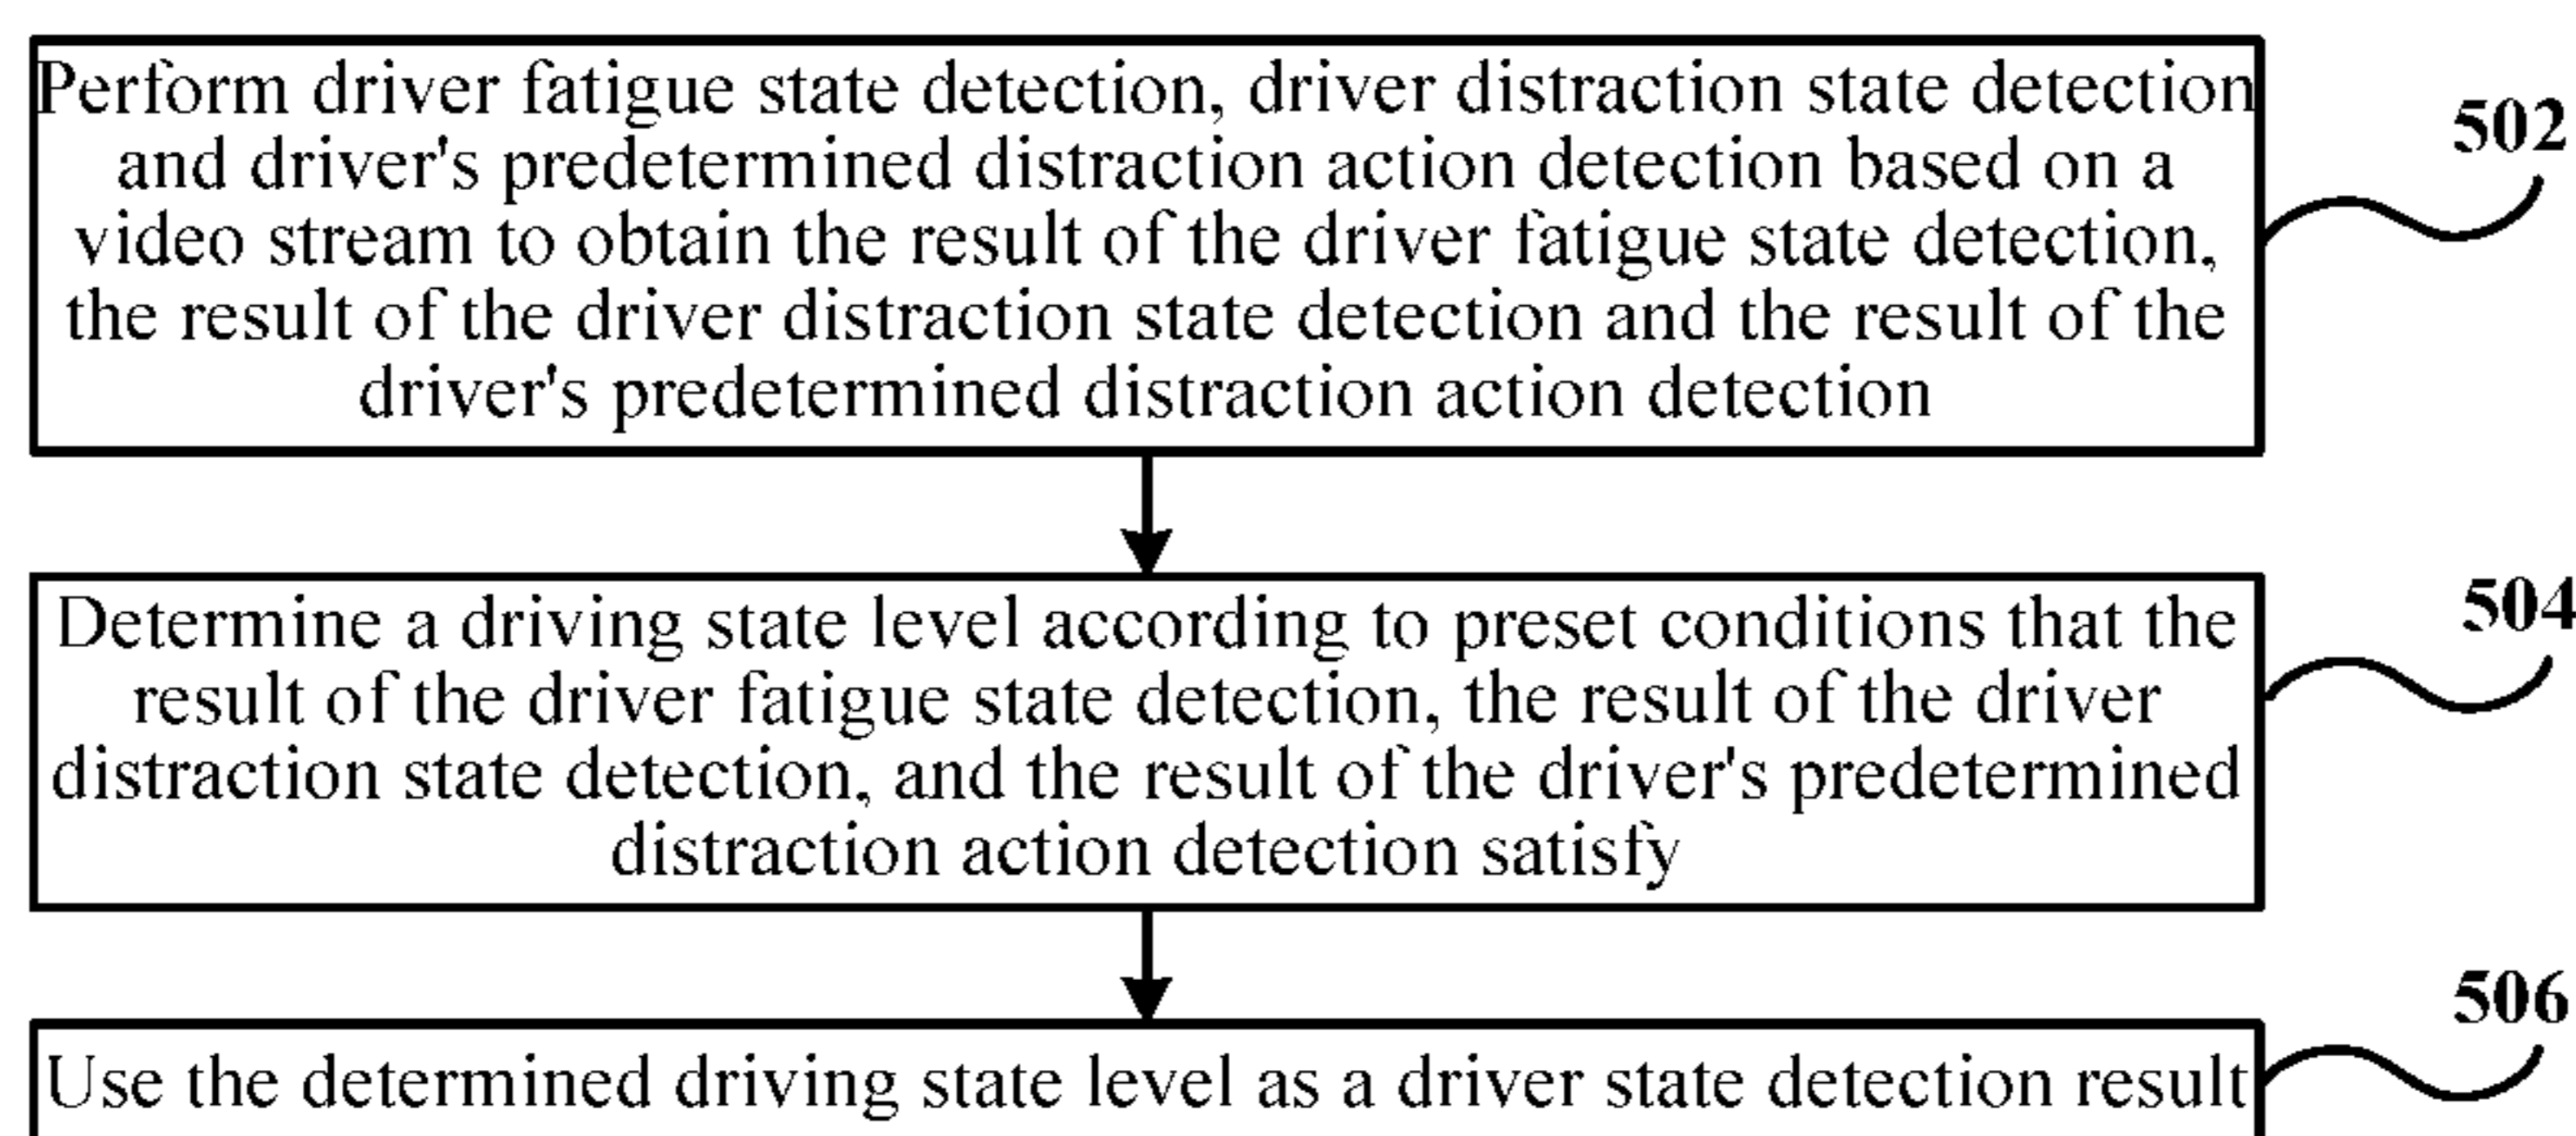 Perform driver fatigue state detection, driver distraction state detection
and driver's predetermined distraction action detection based on a
video stream to obtain the result of the driver fatigue state detection,
the result of the driver distraction state detection and the result of the
driver's predetermined distraction action detection
502
Determine a driving state level according to preset conditions that the
result of the driver fatigue state detection, the result of the driver
distraction state detection, and the result of the driver's predetermined
distraction action detection satisfy
504
Use the determined driving state level as a driver state detection result
506